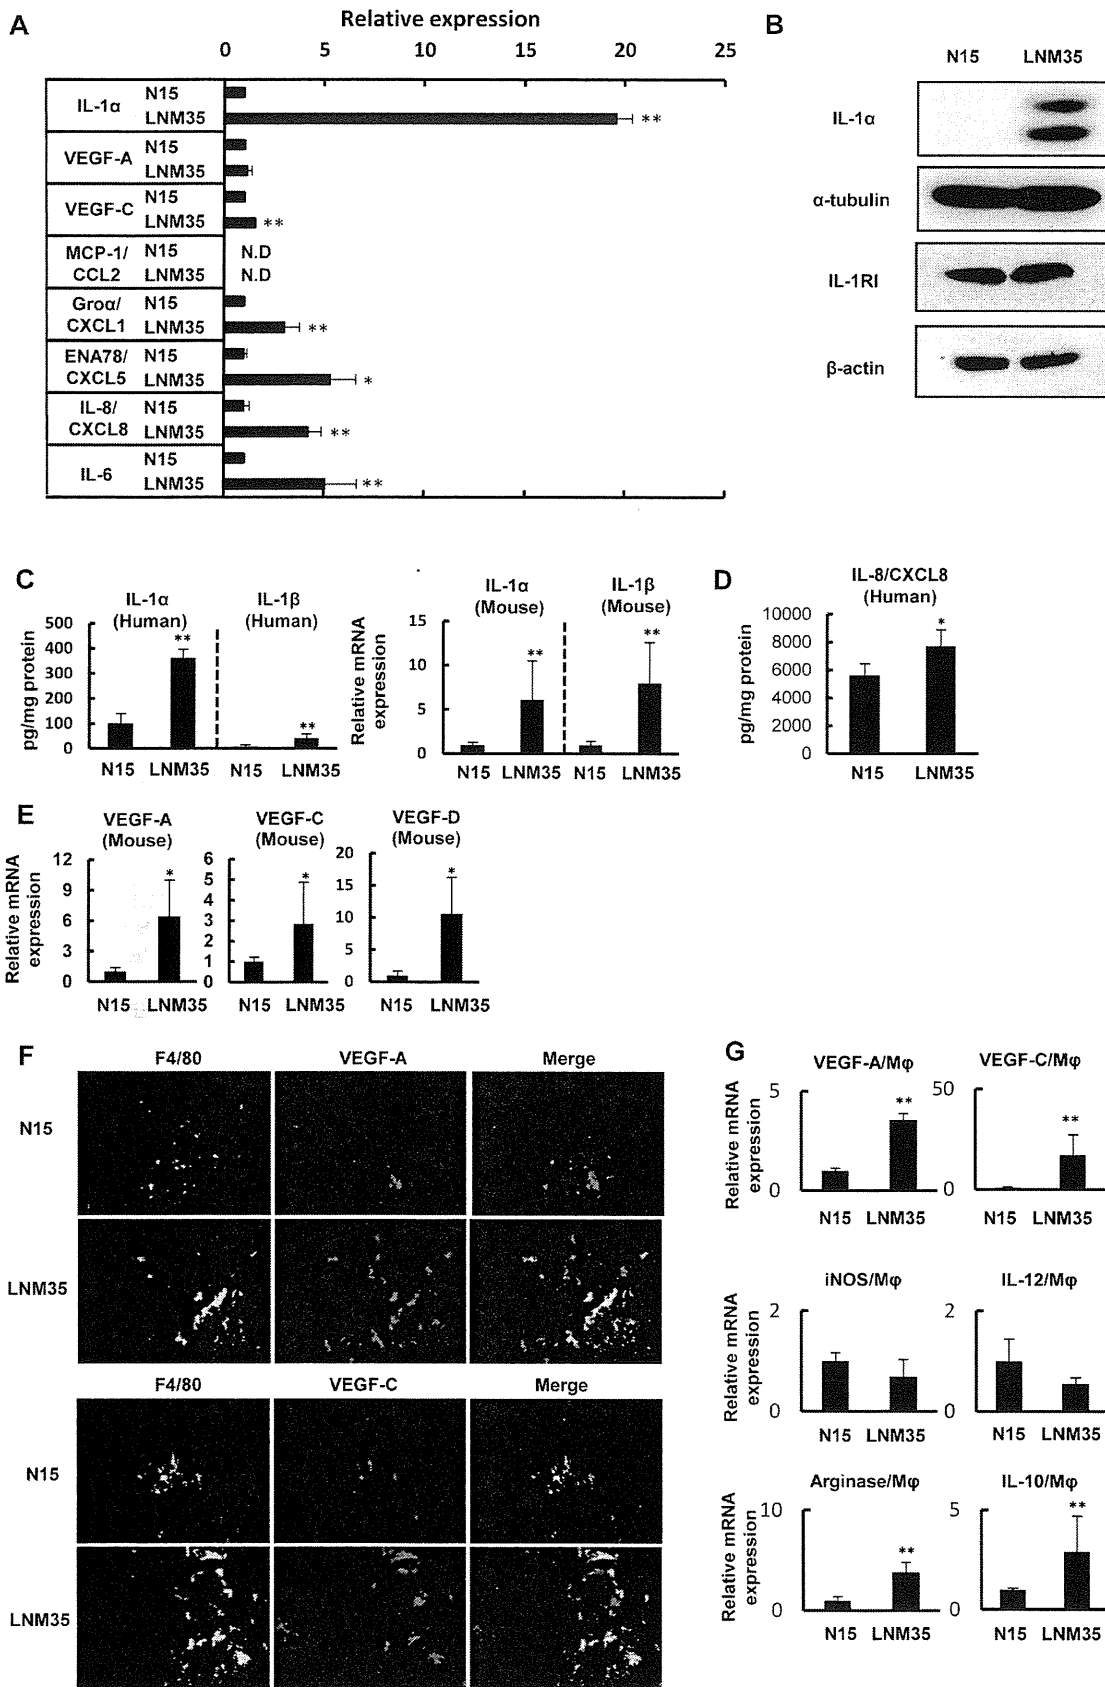 A
Relative expression
0 5 10 15 20 25
IL-1α N15
LNM35 **
VEGF-A N15
LNM35
VEGF-C N15
LNM35 **
MCP-1/ N15 N.D
CCL2 LNM35 N.D
Groα/ N15
CXCL1 LNM35 **
ENA78/ N15
CXCL5 LNM35 *
IL-8/ N15
CXCL8 LNM35 **
IL-6 N15
LNM35 **
B
N15 LNM35
IL-1α
α-tubulin
IL-1RI
β-actin
C
IL-1α (Human)
IL-1β (Human)
pg/mg protein
500
400
300
200
100
0
** **
N15 LNM35 N15 LNM35
IL-1α (Mouse)
IL-1β (Mouse)
Relative mRNA expression
15
10
5
0
** **
N15 LNM35 N15 LNM35
D
IL-8/CXCL8 (Human)
pg/mg protein
10000
8000
6000
4000
2000
0
*
N15 LNM35
E
VEGF-A (Mouse)
Relative mRNA expression
12
9
6
3
0
*
N15 LNM35
VEGF-C (Mouse)
6
5
4
3
2
1
0
*
N15 LNM35
VEGF-D (Mouse)
20
15
10
5
0
*
N15 LNM35
F
F4/80 VEGF-A Merge
N15
LNM35
F4/80 VEGF-C Merge
N15
LNM35
G
VEGF-A/Mφ
Relative mRNA expression
5
0
**
N15 LNM35
VEGF-C/Mφ
50
0
**
N15 LNM35
iNOS/Mφ
Relative mRNA expression
2
0
N15 LNM35
IL-12/Mφ
2
0
N15 LNM35
Arginase/Mφ
Relative mRNA expression
10
0
**
N15 LNM35
IL-10/Mφ
5
0
**
N15 LNM35